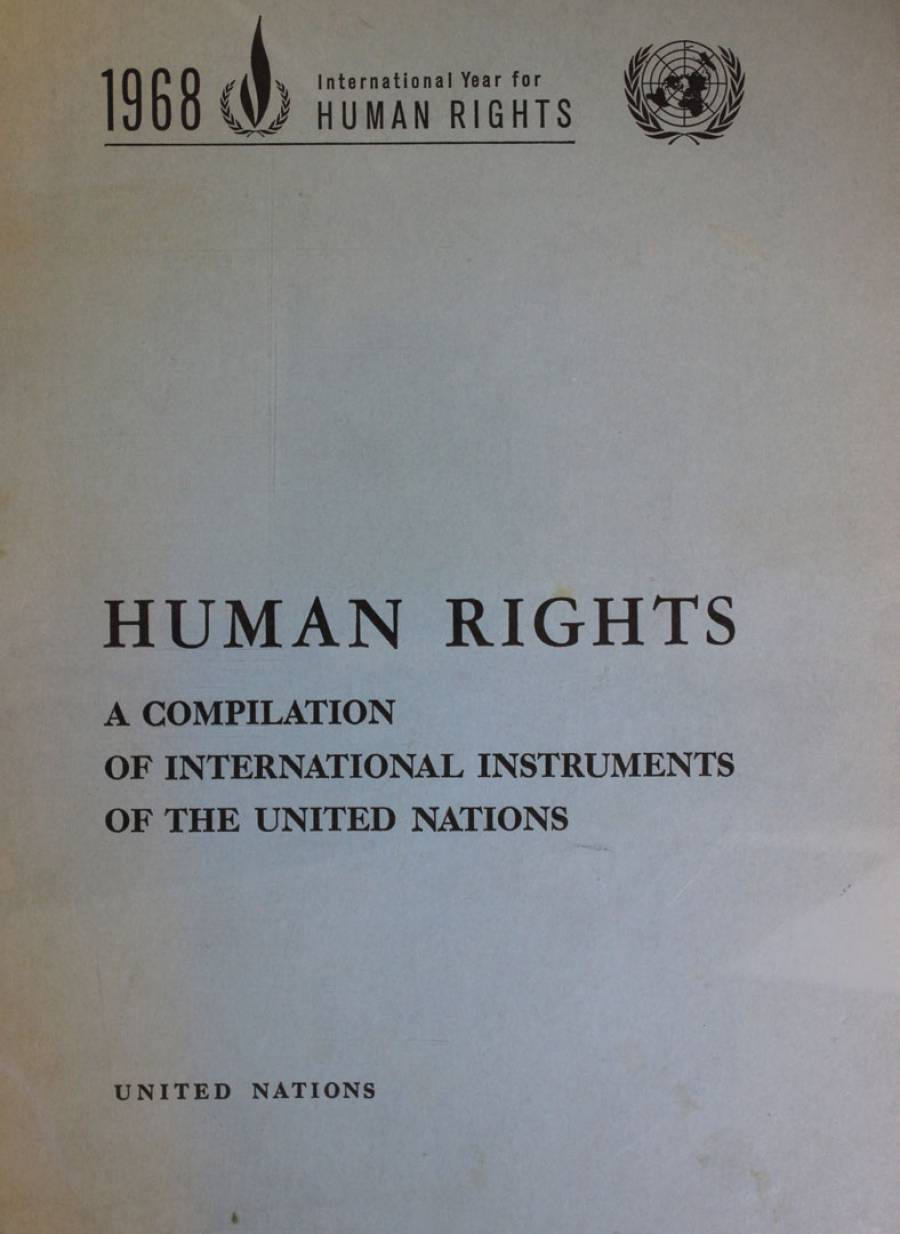 1968
International Year for
HUMAN RIGHTS
HUMAN RIGHTS
A COMPILATION
OF INTERNATIONAL INSTRUMENTS
OF THE UNITED NATIONS
UNITED NATIONS